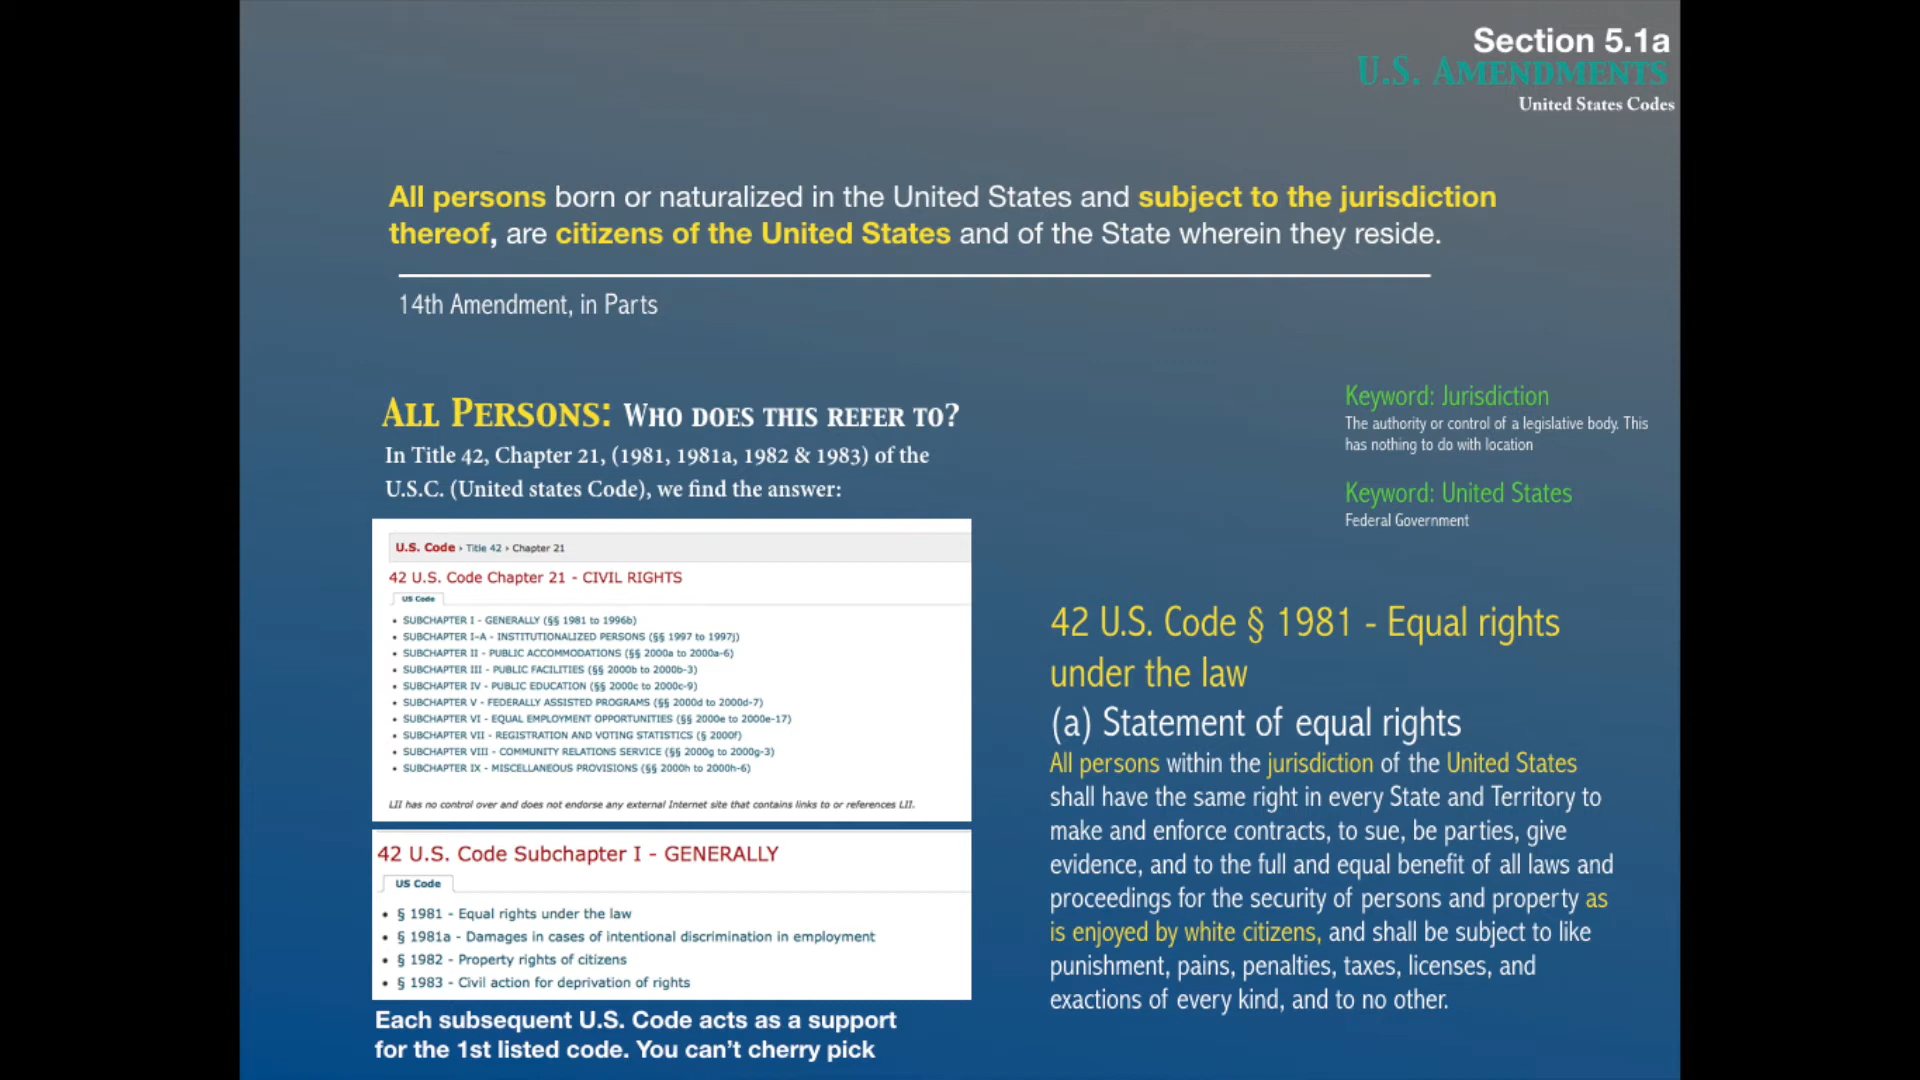 Section 5.1a
U.S. AMENDMENTS
United States Codes
All persons born or naturalized in the United States and subject to the jurisdiction
thereof, are citizens of the United States and of the State wherein they reside.
14th Amendment, in Parts
ALL PERSONS: WHO DOES THIS REFER TO?
In Title 42, Chapter 21, (1981, 1981a, 1982 & 1983) of the
U.S.C. (United states Code), we find the answer:
Keyword: Jurisdiction
The authority or control of a legislative body. This
has nothing to do with location
Keyword: United States
Federal Government
U.S. Code › Title 42 › Chapter 21
42 U.S. Code Chapter 21 - CIVIL RIGHTS
US Code
• SUBCHAPTER I - GENERALLY (§§ 1981 to 1996b)
• SUBCHAPTER I-A - INSTITUTIONALIZED PERSONS (§§ 1997 to 1997j)
• SUBCHAPTER II - PUBLIC ACCOMMODATIONS (§§ 2000a to 2000a-6)
• SUBCHAPTER III - PUBLIC FACILITIES (§§ 2000b to 2000b-3)
• SUBCHAPTER IV - PUBLIC EDUCATION (§§ 2000c to 2000c-9)
• SUBCHAPTER V - FEDERALLY ASSISTED PROGRAMS (§§ 2000d to 2000d-7)
• SUBCHAPTER VI - EQUAL EMPLOYMENT OPPORTUNITIES (§§ 2000e to 2000e-17)
• SUBCHAPTER VII - REGISTRATION AND VOTING STATISTICS (§ 2000f)
• SUBCHAPTER VIII - COMMUNITY RELATIONS SERVICE (§§ 2000g to 2000g-3)
• SUBCHAPTER IX - MISCELLANEOUS PROVISIONS (§§ 2000h to 2000h-6)
LII has no control over and does not endorse any external Internet site that contains links to or references LII.
42 U.S. Code Subchapter I - GENERALLY
US Code
• § 1981 - Equal rights under the law
• § 1981a - Damages in cases of intentional discrimination in employment
• § 1982 - Property rights of citizens
• § 1983 - Civil action for deprivation of rights
Each subsequent U.S. Code acts as a support
for the 1st listed code. You can't cherry pick
42 U.S. Code § 1981 - Equal rights
under the law
(a) Statement of equal rights
All persons within the jurisdiction of the United States
shall have the same right in every State and Territory to
make and enforce contracts, to sue, be parties, give
evidence, and to the full and equal benefit of all laws and
proceedings for the security of persons and property as
is enjoyed by white citizens, and shall be subject to like
punishment, pains, penalties, taxes, licenses, and
exactions of every kind, and to no other.